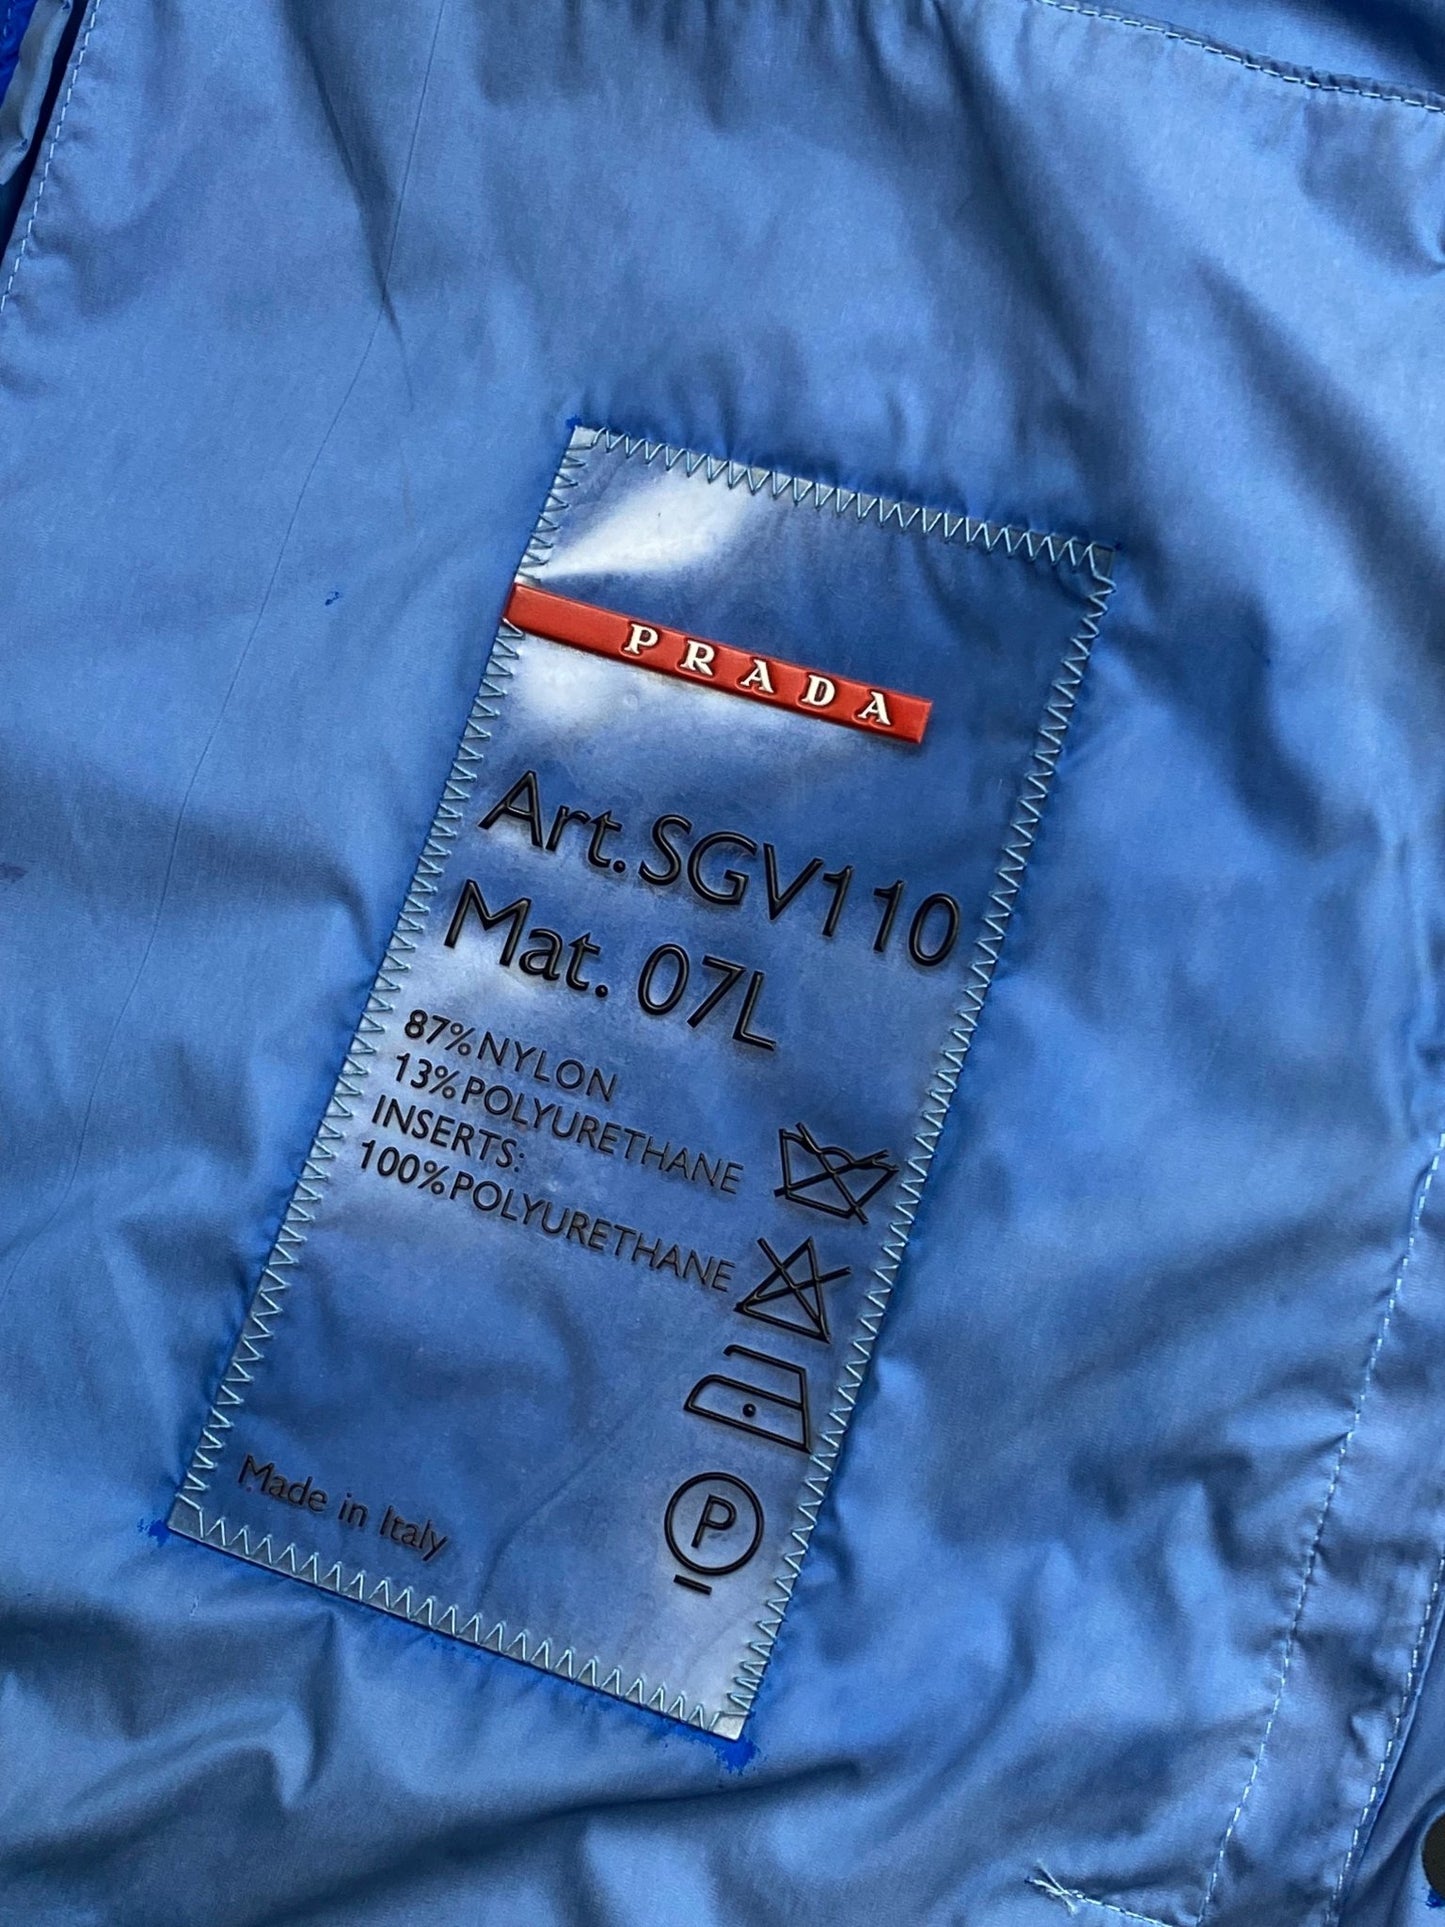 PRADA
Art. SGV110
Mat. 07L
87% NYLON
13% POLYURETHANE
INSERTS:
100% POLYURETHANE
P
Made in Italy